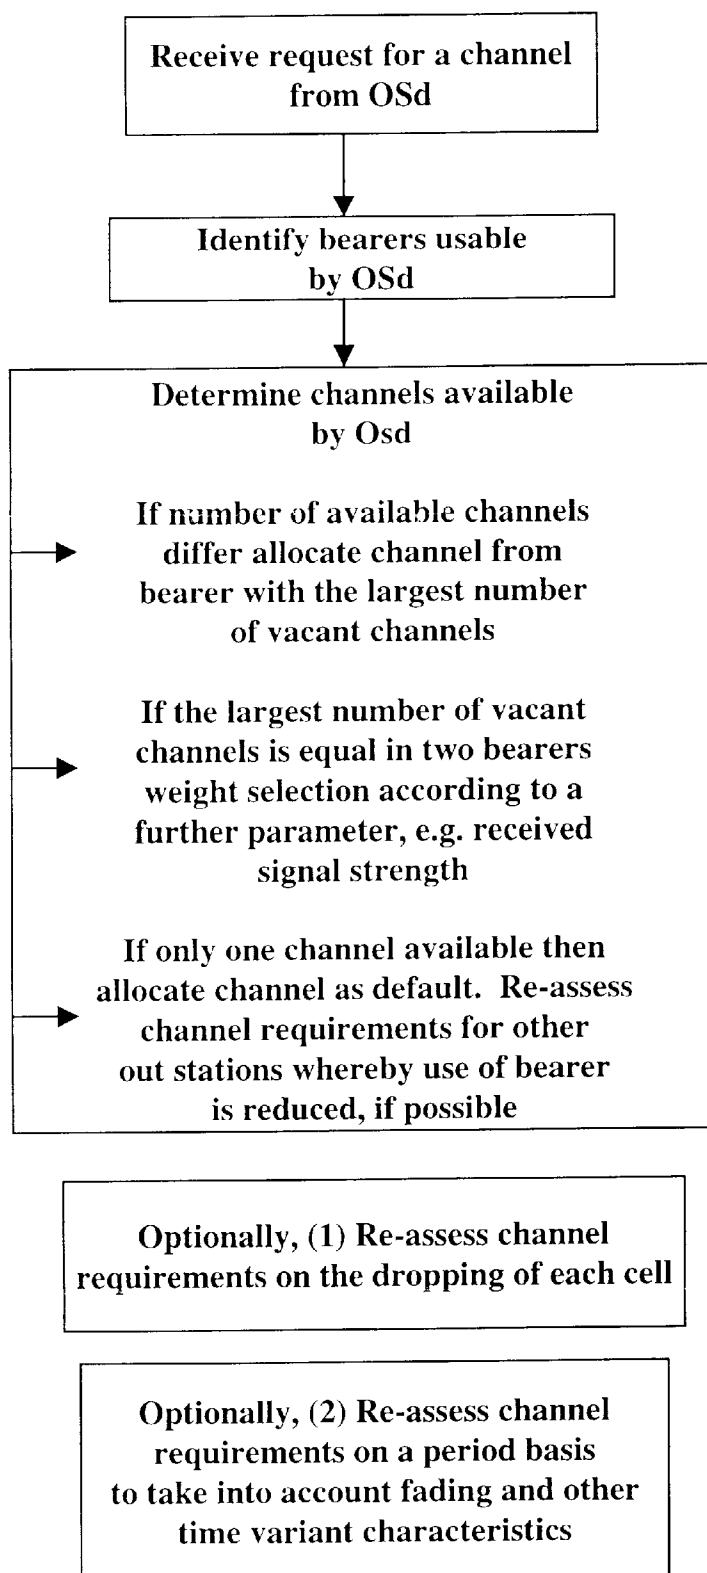 Receive request for a channel
from OSd
Identify bearers usable
by OSd
Determine channels available
by Osd
If number of available channels
differ allocate channel from
bearer with the largest number
of vacant channels
If the largest number of vacant
channels is equal in two bearers
weight selection according to a
further parameter, e.g. received
signal strength
If only one channel available then
allocate channel as default. Re-assess
channel requirements for other
out stations whereby use of bearer
is reduced, if possible
Optionally, (1) Re-assess channel
requirements on the dropping of each cell
Optionally, (2) Re-assess channel
requirements on a period basis
to take into account fading and other
time variant characteristics